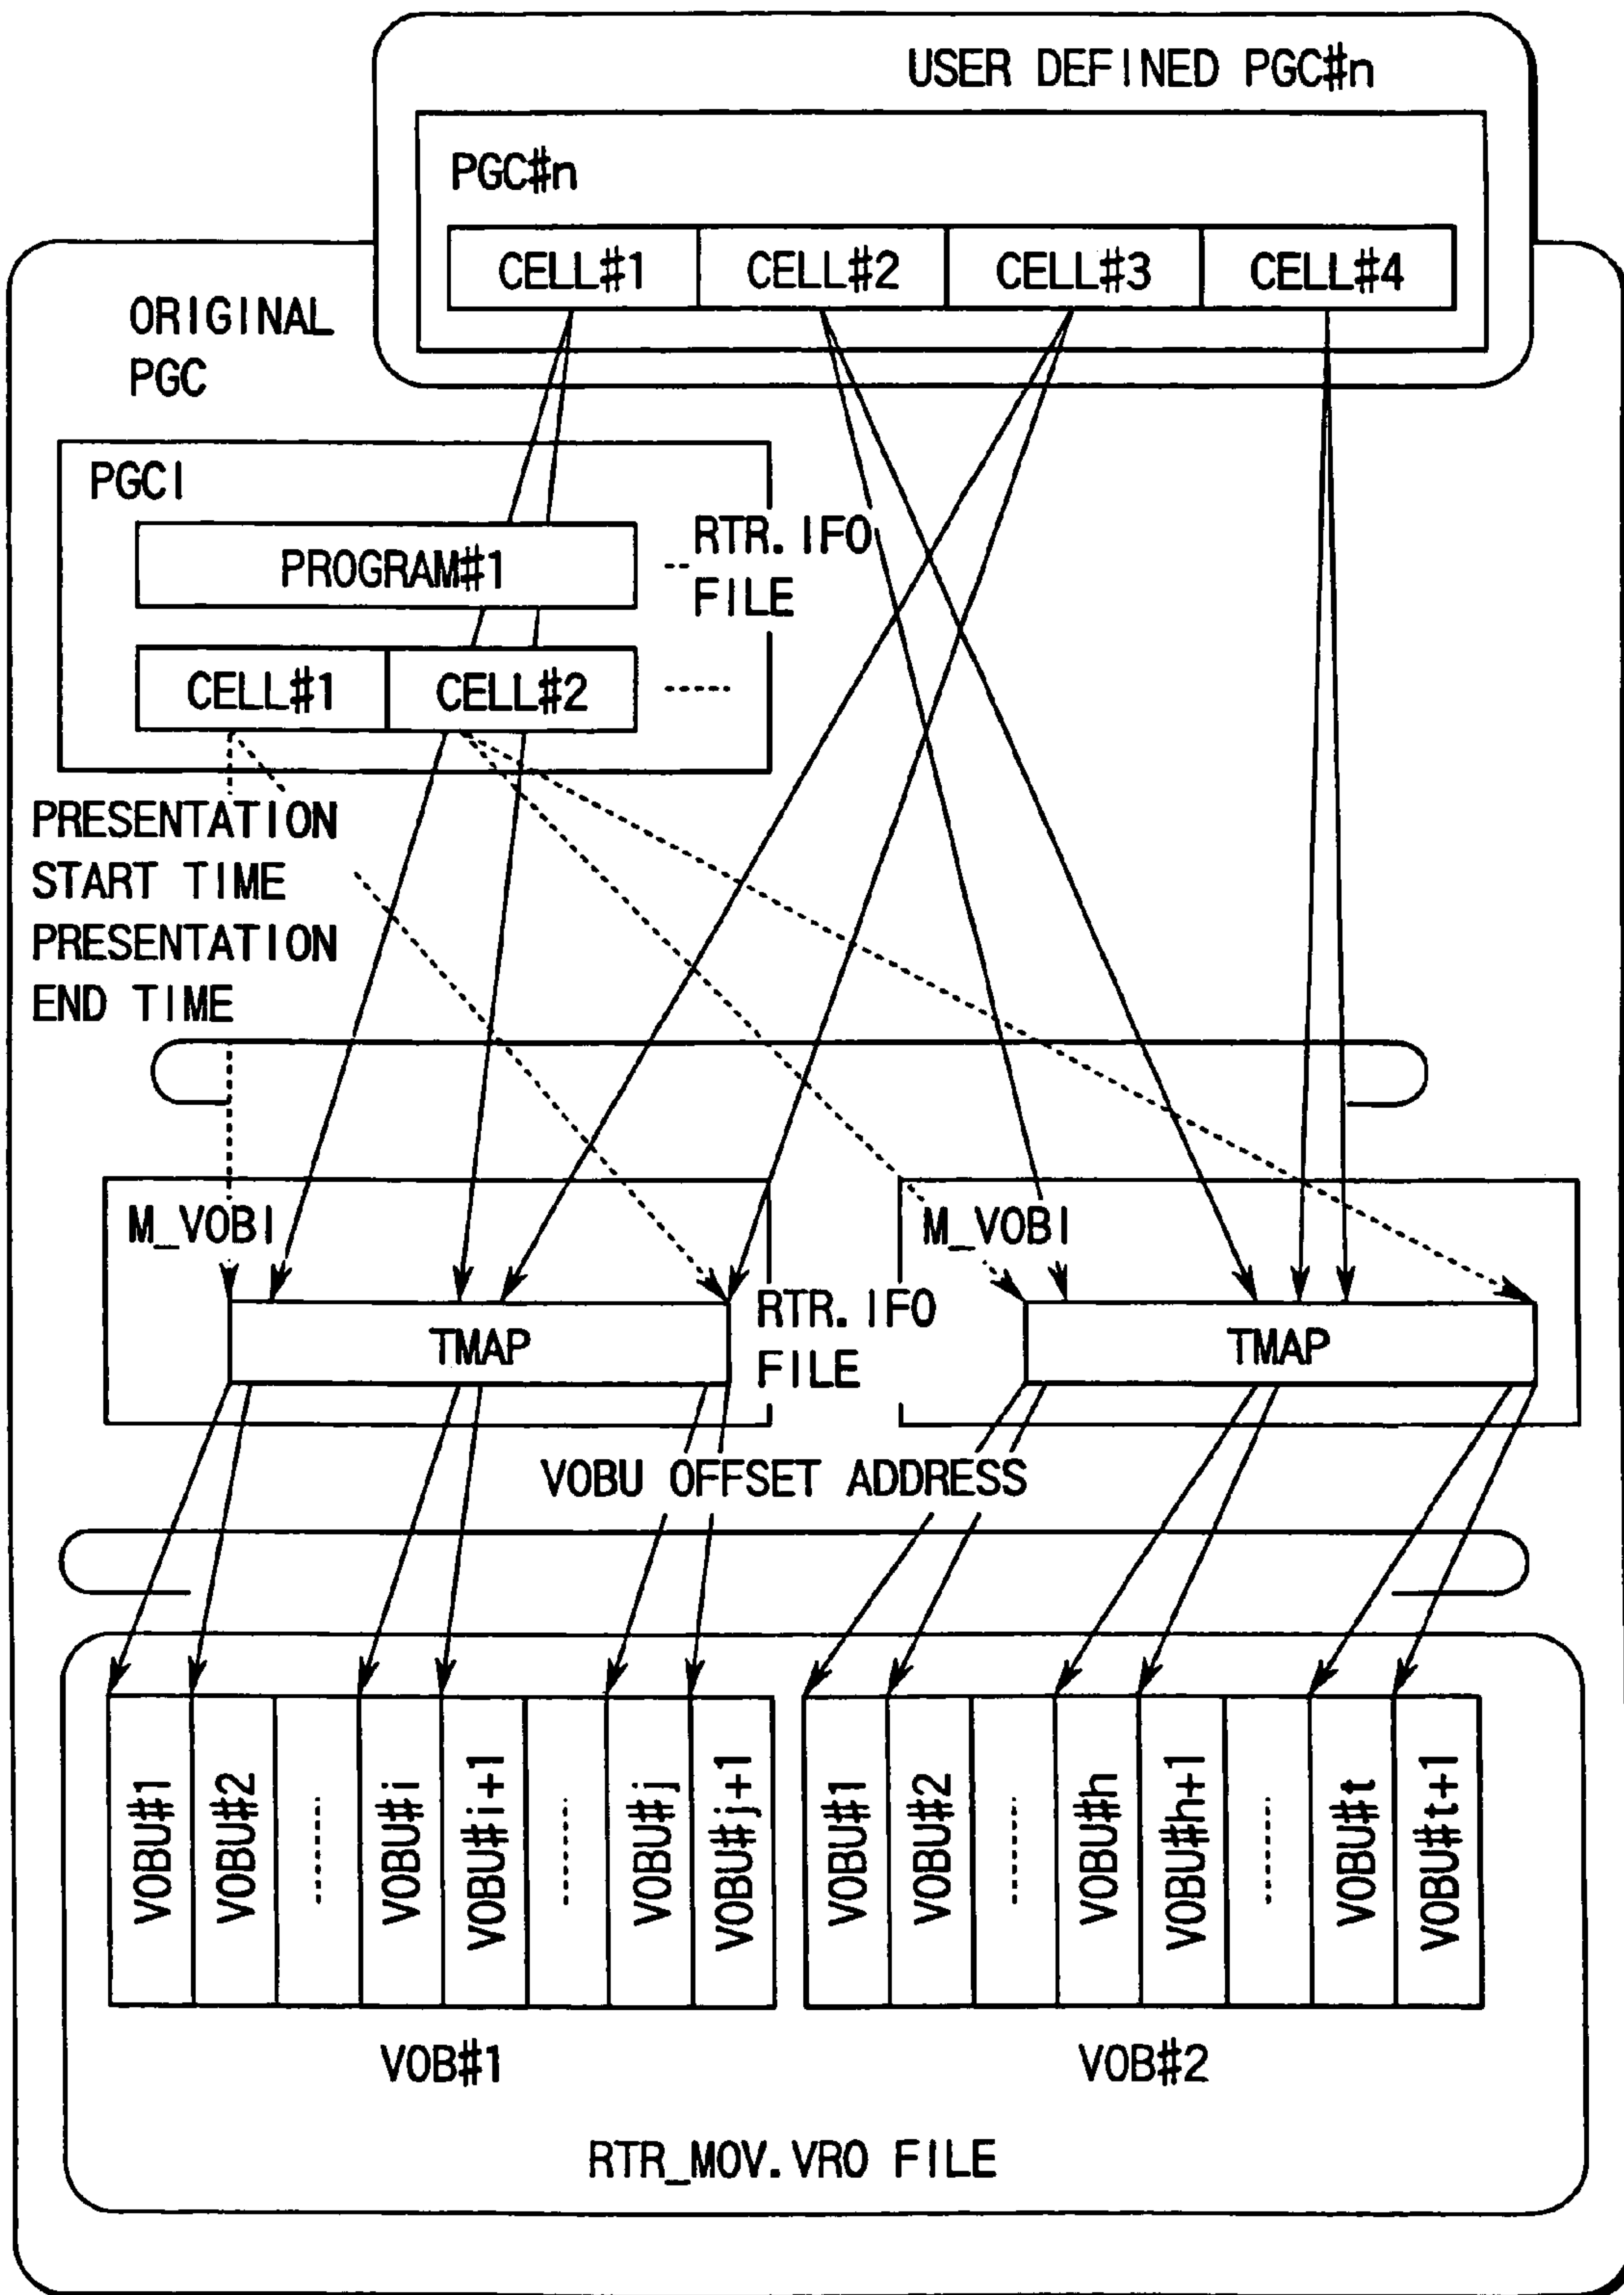 USER DEFINED PGC#n
PGC#n
CELL#1 CELL#2 CELL#3 CELL#4
ORIGINAL
PGC
PGCI
PROGRAM#1
RTR.IFO
FILE
CELL#1 CELL#2
PRESENTATION
START TIME
PRESENTATION
END TIME
M_VOBI
TMAP
RTR.IFO
FILE
M_VOBI
TMAP
VOBU OFFSET ADDRESS
VOBU#1
VOBU#2
VOBU#i
VOBU#i+1
VOBU#j
VOBU#j+1
VOBU#1
VOBU#2
VOBU#h
VOBU#h+1
VOBU#t
VOBU#t+1
VOB#1
VOB#2
RTR_MOV.VRO FILE